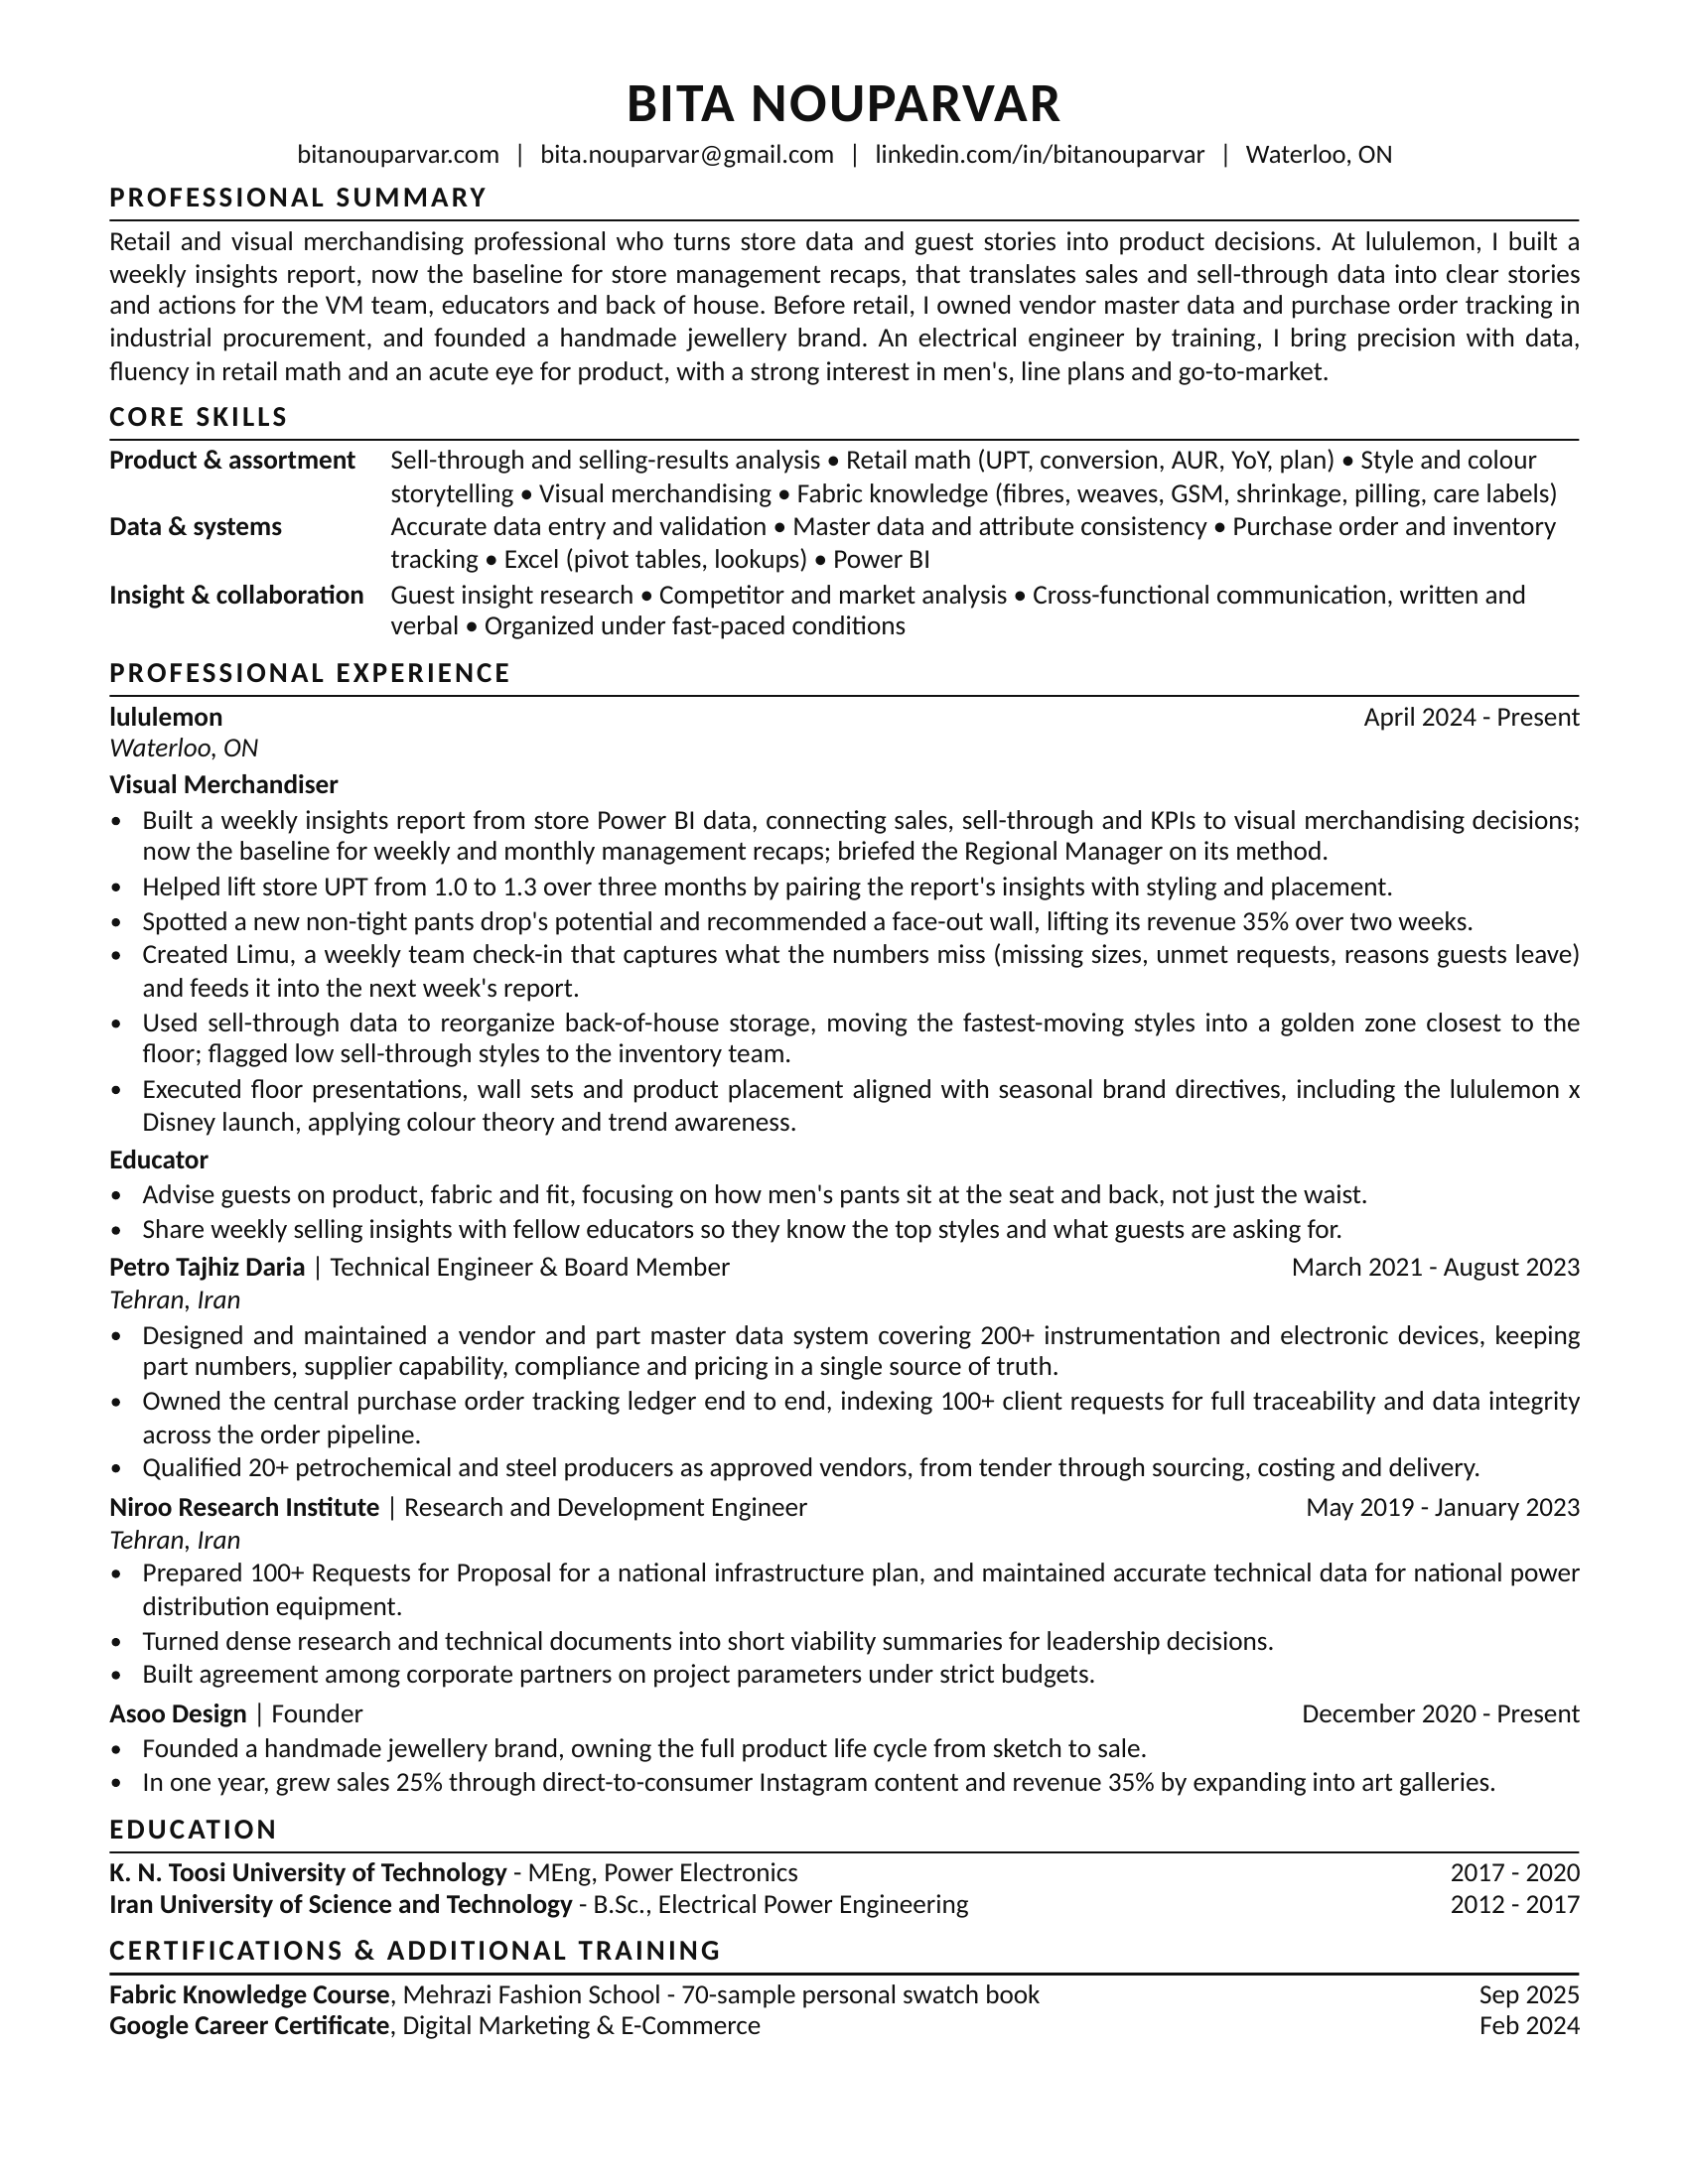 BITA NOUPARVAR
bitanouparvar.com | bita.nouparvar@gmail.com | linkedin.com/in/bitanouparvar | Waterloo, ON
PROFESSIONAL SUMMARY
Retail and visual merchandising professional who turns store data and guest stories into product decisions. At lululemon, I built a
weekly insights report, now the baseline for store management recaps, that translates sales and sell-through data into clear stories
and actions for the VM team, educators and back of house. Before retail, I owned vendor master data and purchase order tracking in
industrial procurement, and founded a handmade jewellery brand. An electrical engineer by training, I bring precision with data,
fluency in retail math and an acute eye for product, with a strong interest in men's, line plans and go-to-market.
CORE SKILLS
Product & assortment Sell-through and selling-results analysis • Retail math (UPT, conversion, AUR, YoY, plan) • Style and colour
storytelling • Visual merchandising • Fabric knowledge (fibres, weaves, GSM, shrinkage, pilling, care labels)
Data & systems Accurate data entry and validation • Master data and attribute consistency • Purchase order and inventory
tracking • Excel (pivot tables, lookups) • Power BI
Insight & collaboration Guest insight research • Competitor and market analysis • Cross-functional communication, written and
verbal • Organized under fast-paced conditions
PROFESSIONAL EXPERIENCE
lululemon April 2024 - Present
Waterloo, ON
Visual Merchandiser
• Built a weekly insights report from store Power BI data, connecting sales, sell-through and KPIs to visual merchandising decisions;
now the baseline for weekly and monthly management recaps; briefed the Regional Manager on its method.
• Helped lift store UPT from 1.0 to 1.3 over three months by pairing the report's insights with styling and placement.
• Spotted a new non-tight pants drop's potential and recommended a face-out wall, lifting its revenue 35% over two weeks.
• Created Limu, a weekly team check-in that captures what the numbers miss (missing sizes, unmet requests, reasons guests leave)
and feeds it into the next week's report.
• Used sell-through data to reorganize back-of-house storage, moving the fastest-moving styles into a golden zone closest to the
floor; flagged low sell-through styles to the inventory team.
• Executed floor presentations, wall sets and product placement aligned with seasonal brand directives, including the lululemon x
Disney launch, applying colour theory and trend awareness.
Educator
• Advise guests on product, fabric and fit, focusing on how men's pants sit at the seat and back, not just the waist.
• Share weekly selling insights with fellow educators so they know the top styles and what guests are asking for.
Petro Tajhiz Daria | Technical Engineer & Board Member March 2021 - August 2023
Tehran, Iran
• Designed and maintained a vendor and part master data system covering 200+ instrumentation and electronic devices, keeping
part numbers, supplier capability, compliance and pricing in a single source of truth.
• Owned the central purchase order tracking ledger end to end, indexing 100+ client requests for full traceability and data integrity
across the order pipeline.
• Qualified 20+ petrochemical and steel producers as approved vendors, from tender through sourcing, costing and delivery.
Niroo Research Institute | Research and Development Engineer May 2019 - January 2023
Tehran, Iran
• Prepared 100+ Requests for Proposal for a national infrastructure plan, and maintained accurate technical data for national power
distribution equipment.
• Turned dense research and technical documents into short viability summaries for leadership decisions.
• Built agreement among corporate partners on project parameters under strict budgets.
Asoo Design | Founder December 2020 - Present
• Founded a handmade jewellery brand, owning the full product life cycle from sketch to sale.
• In one year, grew sales 25% through direct-to-consumer Instagram content and revenue 35% by expanding into art galleries.
EDUCATION
K. N. Toosi University of Technology - MEng, Power Electronics 2017 - 2020
Iran University of Science and Technology - B.Sc., Electrical Power Engineering 2012 - 2017
CERTIFICATIONS & ADDITIONAL TRAINING
Fabric Knowledge Course, Mehrazi Fashion School - 70-sample personal swatch book Sep 2025
Google Career Certificate, Digital Marketing & E-Commerce Feb 2024